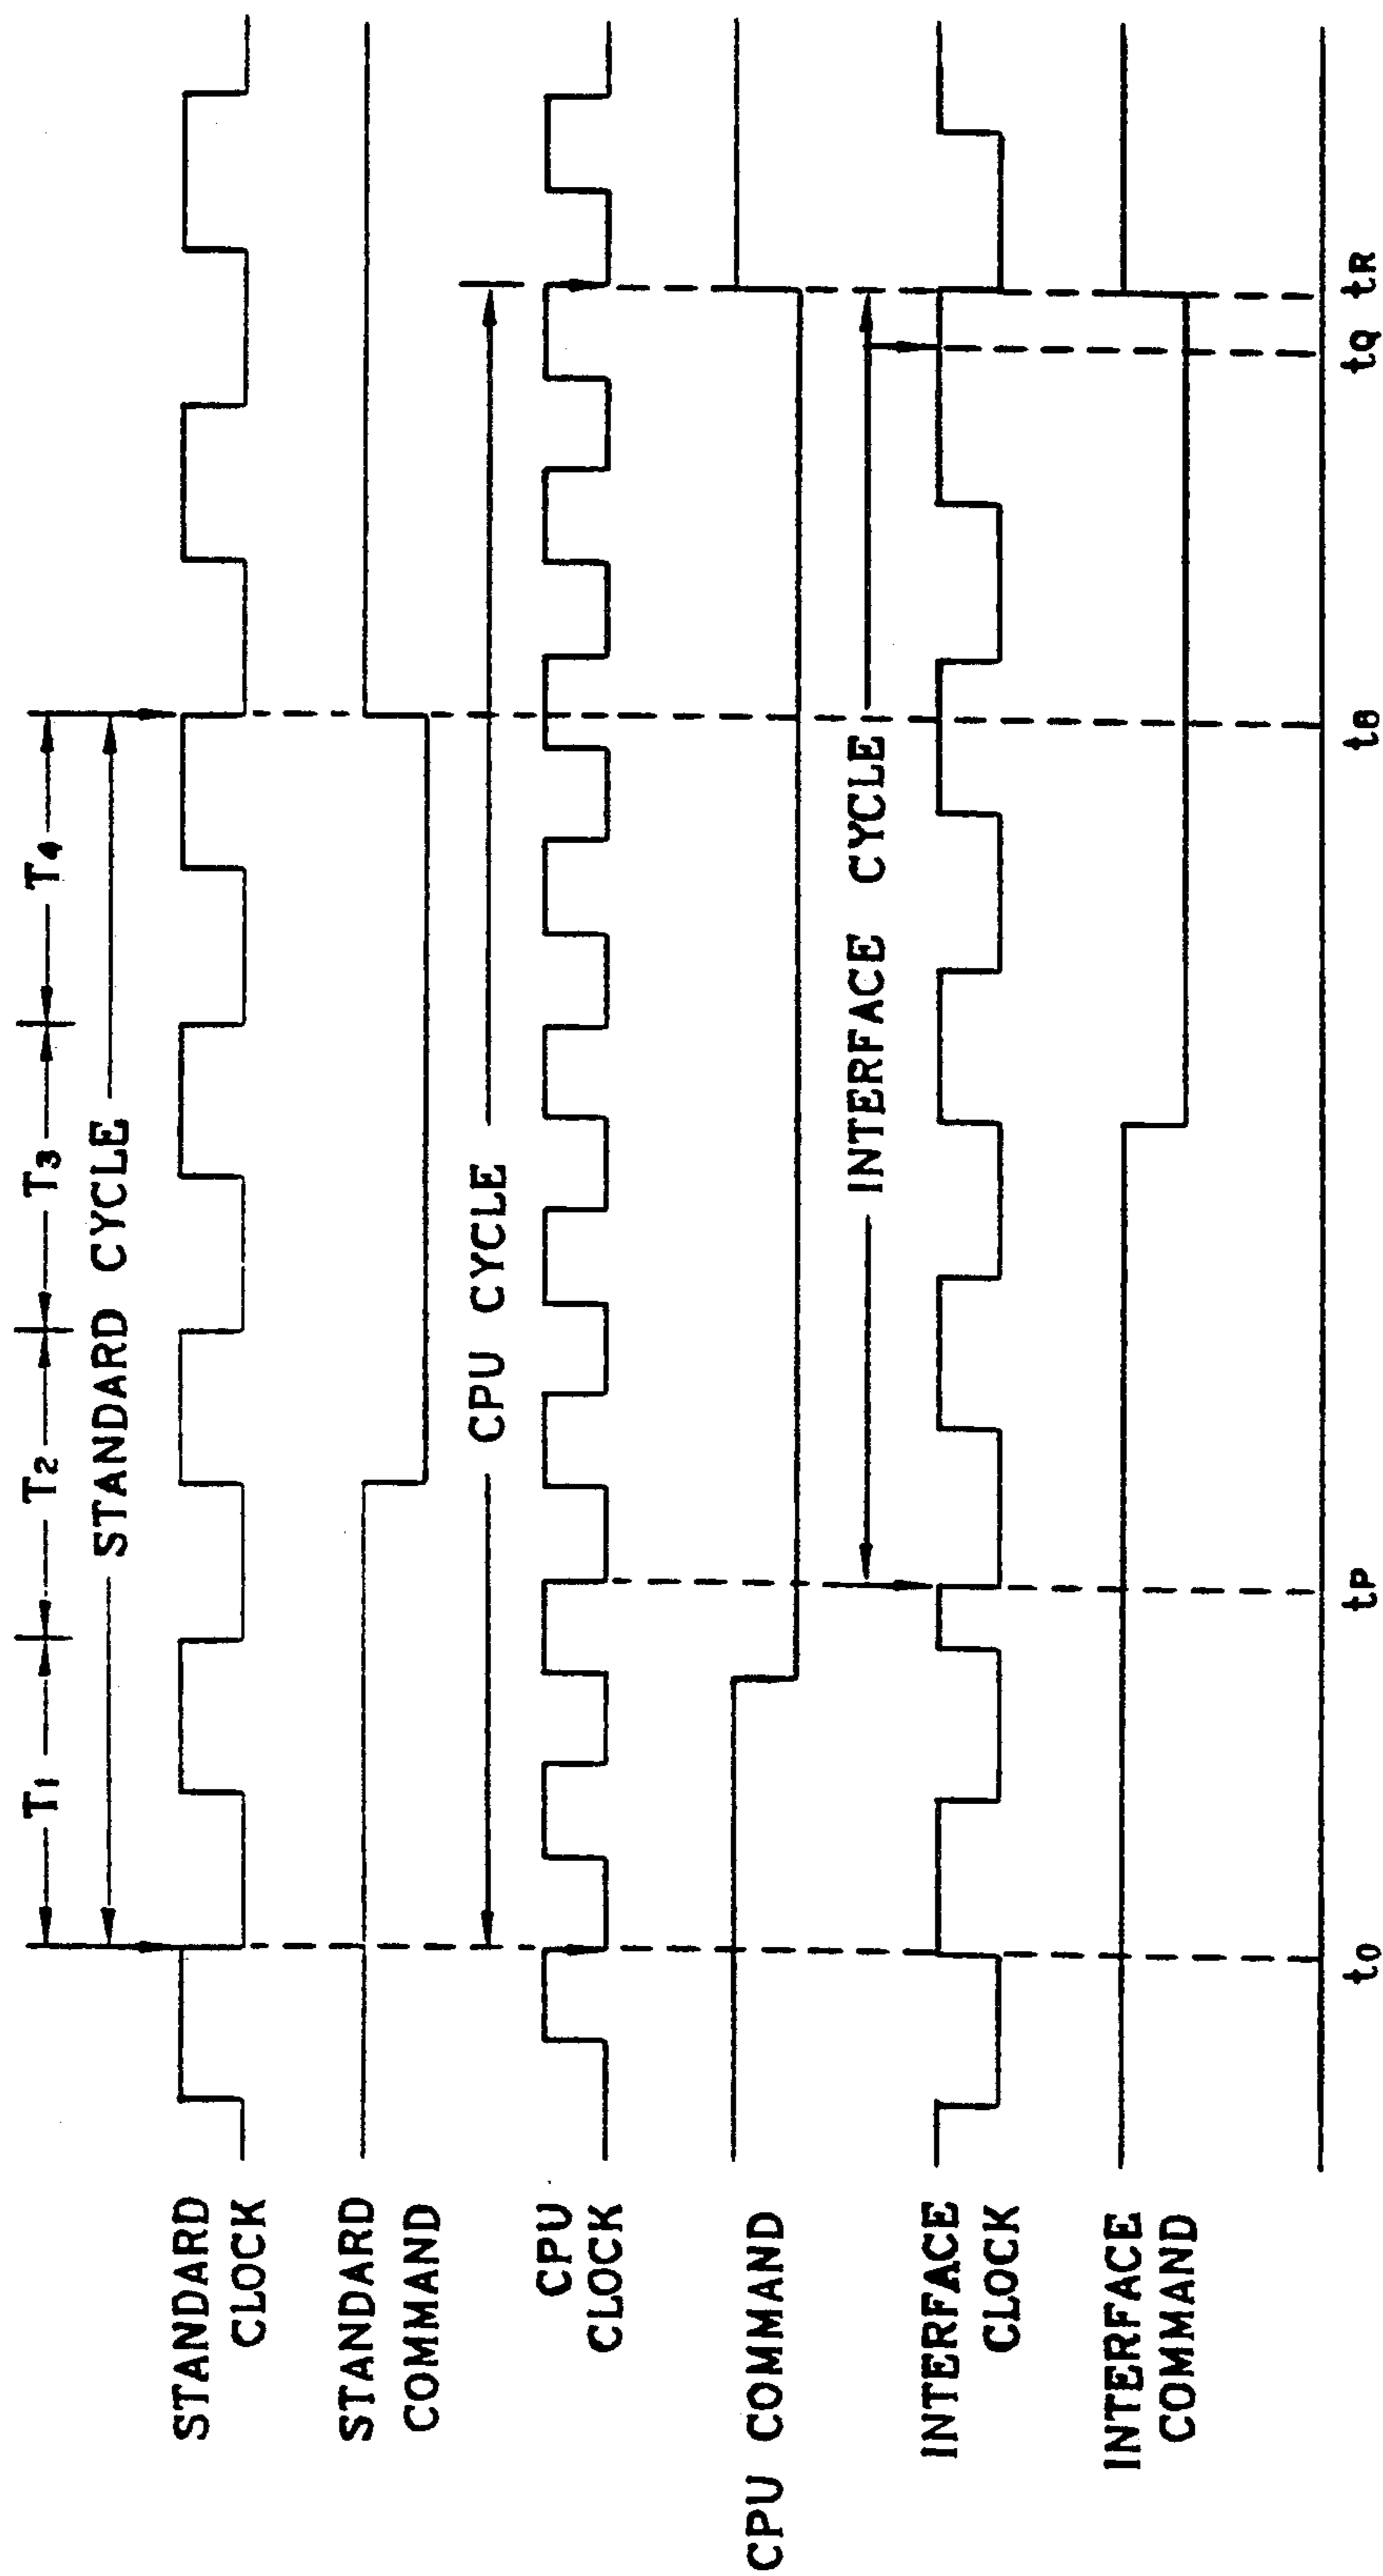 T1 T2 T3 T4
STANDARD CYCLE
STANDARD
CLOCK
STANDARD
COMMAND
CPU CYCLE
CPU
CLOCK
CPU COMMAND
INTERFACE CYCLE
INTERFACE
CLOCK
INTERFACE
COMMAND
t0 tP tB tQ tR